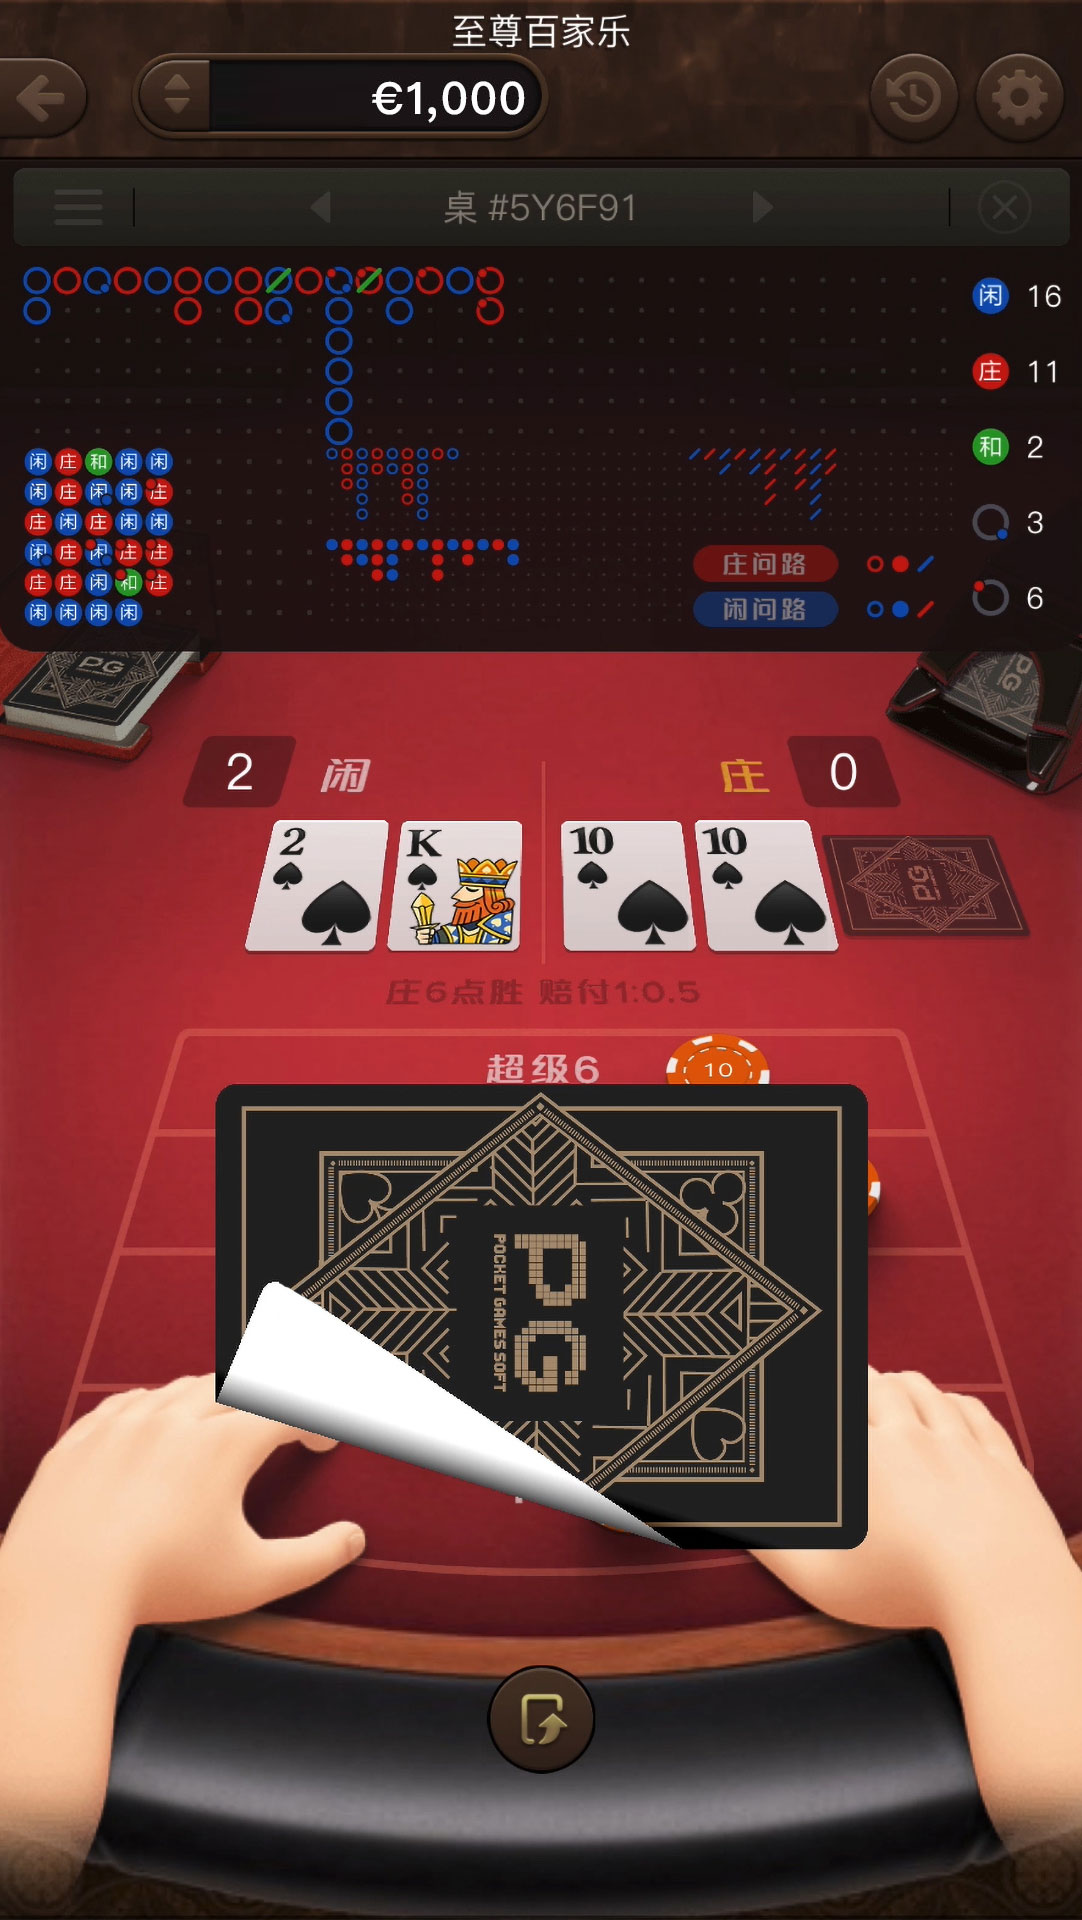 至尊百家乐
€1,000
桌 #5Y6F91
闲 16
庄 11
和 2
3
6
闲 庄 和 闲 闲
闲 庄 闲 闲 庄
庄 闲 庄 闲 闲
闲 庄 闲 庄 庄
庄 庄 闲 和 庄
闲 闲 闲 闲
庄问路
闲问路
PG
PG
2 闲
庄 0
2 K 10 10
PG
庄6点胜 赔付1:0.5
超级6
10
PG
POCKET GAMES SOFT